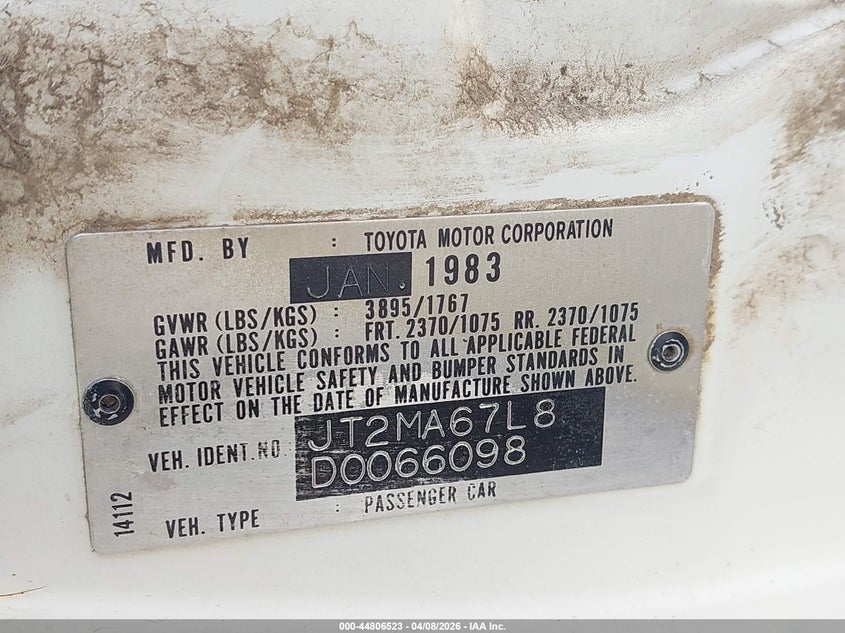 MFD. BY : TOYOTA MOTOR CORPORATION
JAN. 1983
GVWR (LBS/KGS) : 3895/1767
GAWR (LBS/KGS) : FRT. 2370/1075 RR. 2370/1075
THIS VEHICLE CONFORMS TO ALL APPLICABLE FEDERAL
MOTOR VEHICLE SAFETY AND BUMPER STANDARDS IN
EFFECT ON THE DATE OF MANUFACTURE SHOWN ABOVE.
VEH. IDENT.NO. JT2MA67L8
D0066098
14112
VEH. TYPE : PASSENGER CAR
000-44806523 - 04/08/2026 - IAA Inc.